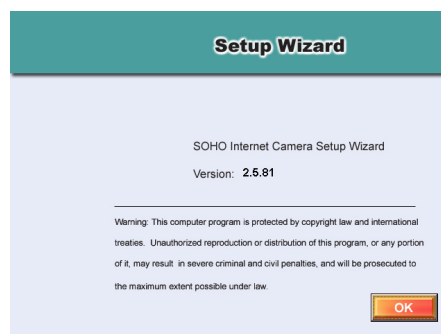 Setup Wizard
SOHO Internet Camera Setup Wizard
Version: 2.5.81
Warning: This computer program is protected by copyright law and international
treaties. Unauthorized reproduction or distribution of this program, or any portion
of it, may result in severe criminal and civil penalties, and will be prosecuted to
the maximum extent possible under law.
OK